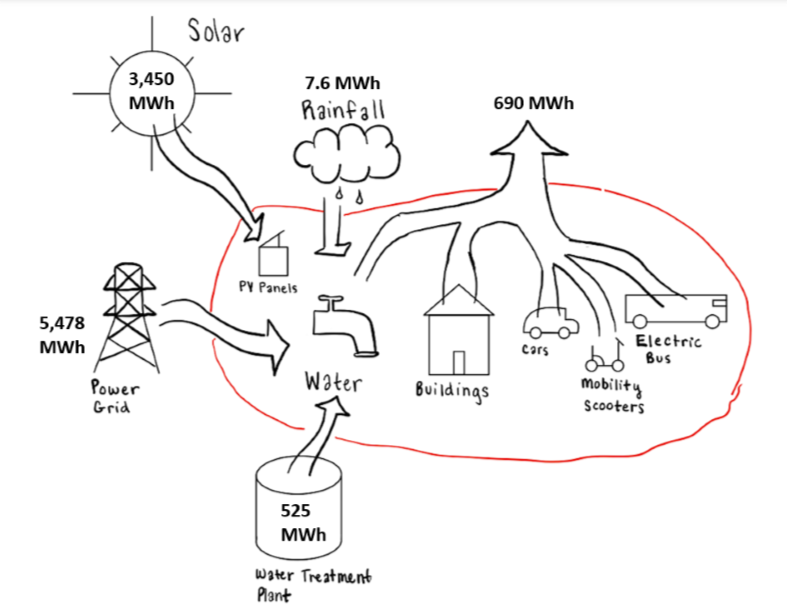 Solar
3,450
MWh
7.6 MWh
Rainfall
690 MWh
PV Panels
5,478
MWh
Power
Grid
Water
Buildings
Cars
Mobility
Scooters
Electric
Bus
525
MWh
Water Treatment
Plant